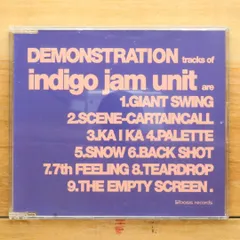 DEMONSTRATION tracks of
indigo jam unit are
1.GIANT SWING
2.SCENE-CARTAINCALL
3.KA I KA 4.PALETTE
5.SNOW 6.BACK SHOT
7.7th FEELING 8.TEARDROP
9.THE EMPTY SCREEN .
records